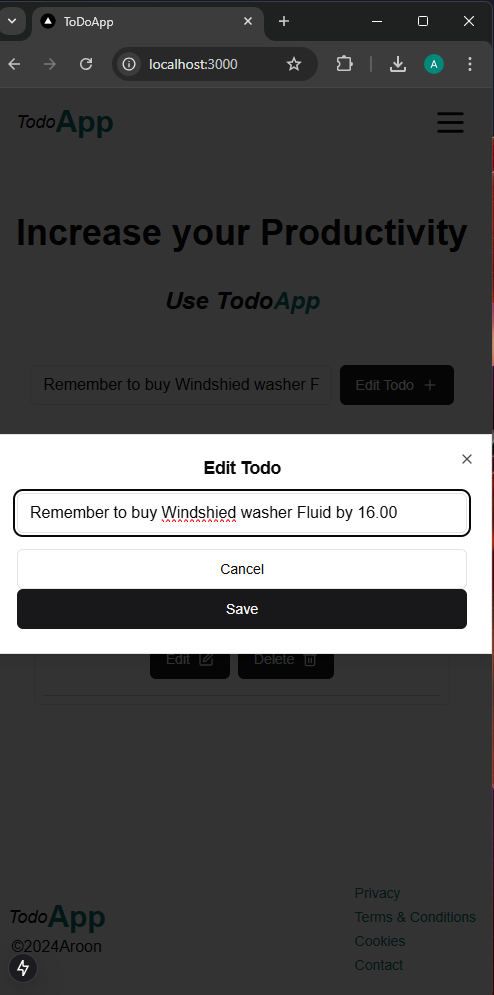 ToDoApp
localhost:3000
A
TodoApp
Increase your Productivity
Use TodoApp
Remember to buy Windshied washer F
Edit Todo
Edit Todo
Remember to buy Windshied washer Fluid by 16.00
Cancel
Save
Edit
Delete
Privacy
TodoApp
Terms & Conditions
©2024Aroon
Cookies
Contact